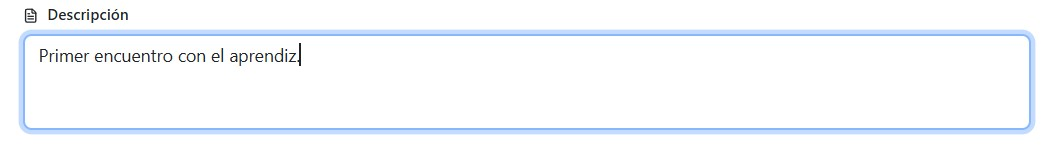 Descripción
Primer encuentro con el aprendiz.